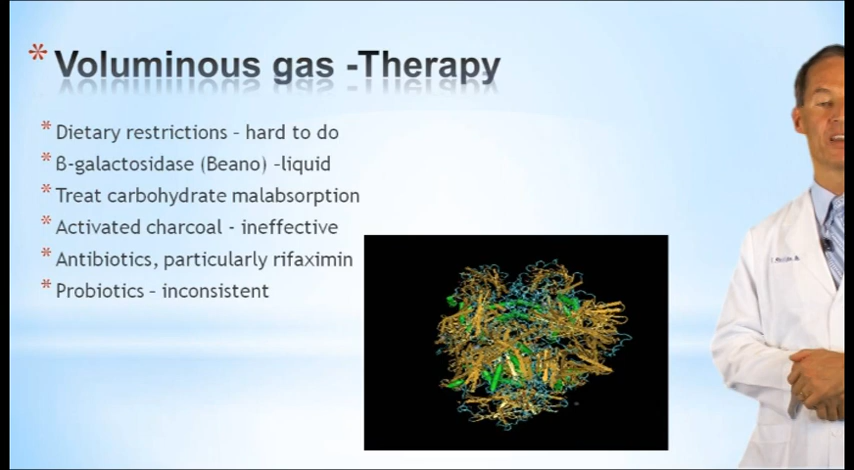 * Voluminous gas -Therapy
* Dietary restrictions – hard to do
* ß-galactosidase (Beano) –liquid
* Treat carbohydrate malabsorption
* Activated charcoal - ineffective
* Antibiotics, particularly rifaximin
* Probiotics – inconsistent